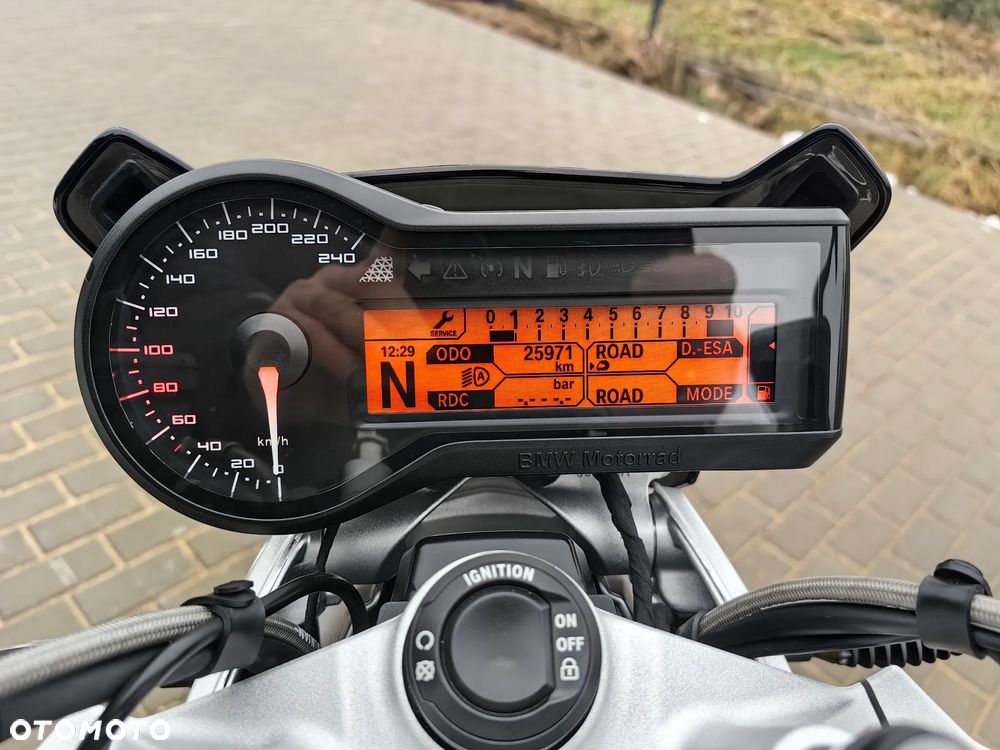 200
180 220
160 240
140
120
100
80
60
40
20
0
km/h
N
SERVICE
0 1 2 3 4 5 6 7 8 9 10
12:29 ODO 25971 km ROAD D.-ESA
N
A
RDC bar -.- -.- ROAD MODE
BMW Motorrad
IGNITION
ON
OFF
OTOMOTO